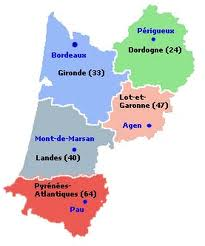 Périgueux
Dordogne (24)
Bordeaux
Gironde (33)
Lot-et-
Garonne (47)
Agen
Mont-de-Marsan
Landes (40)
Pyrénées-
Atlantiques (64)
Pau